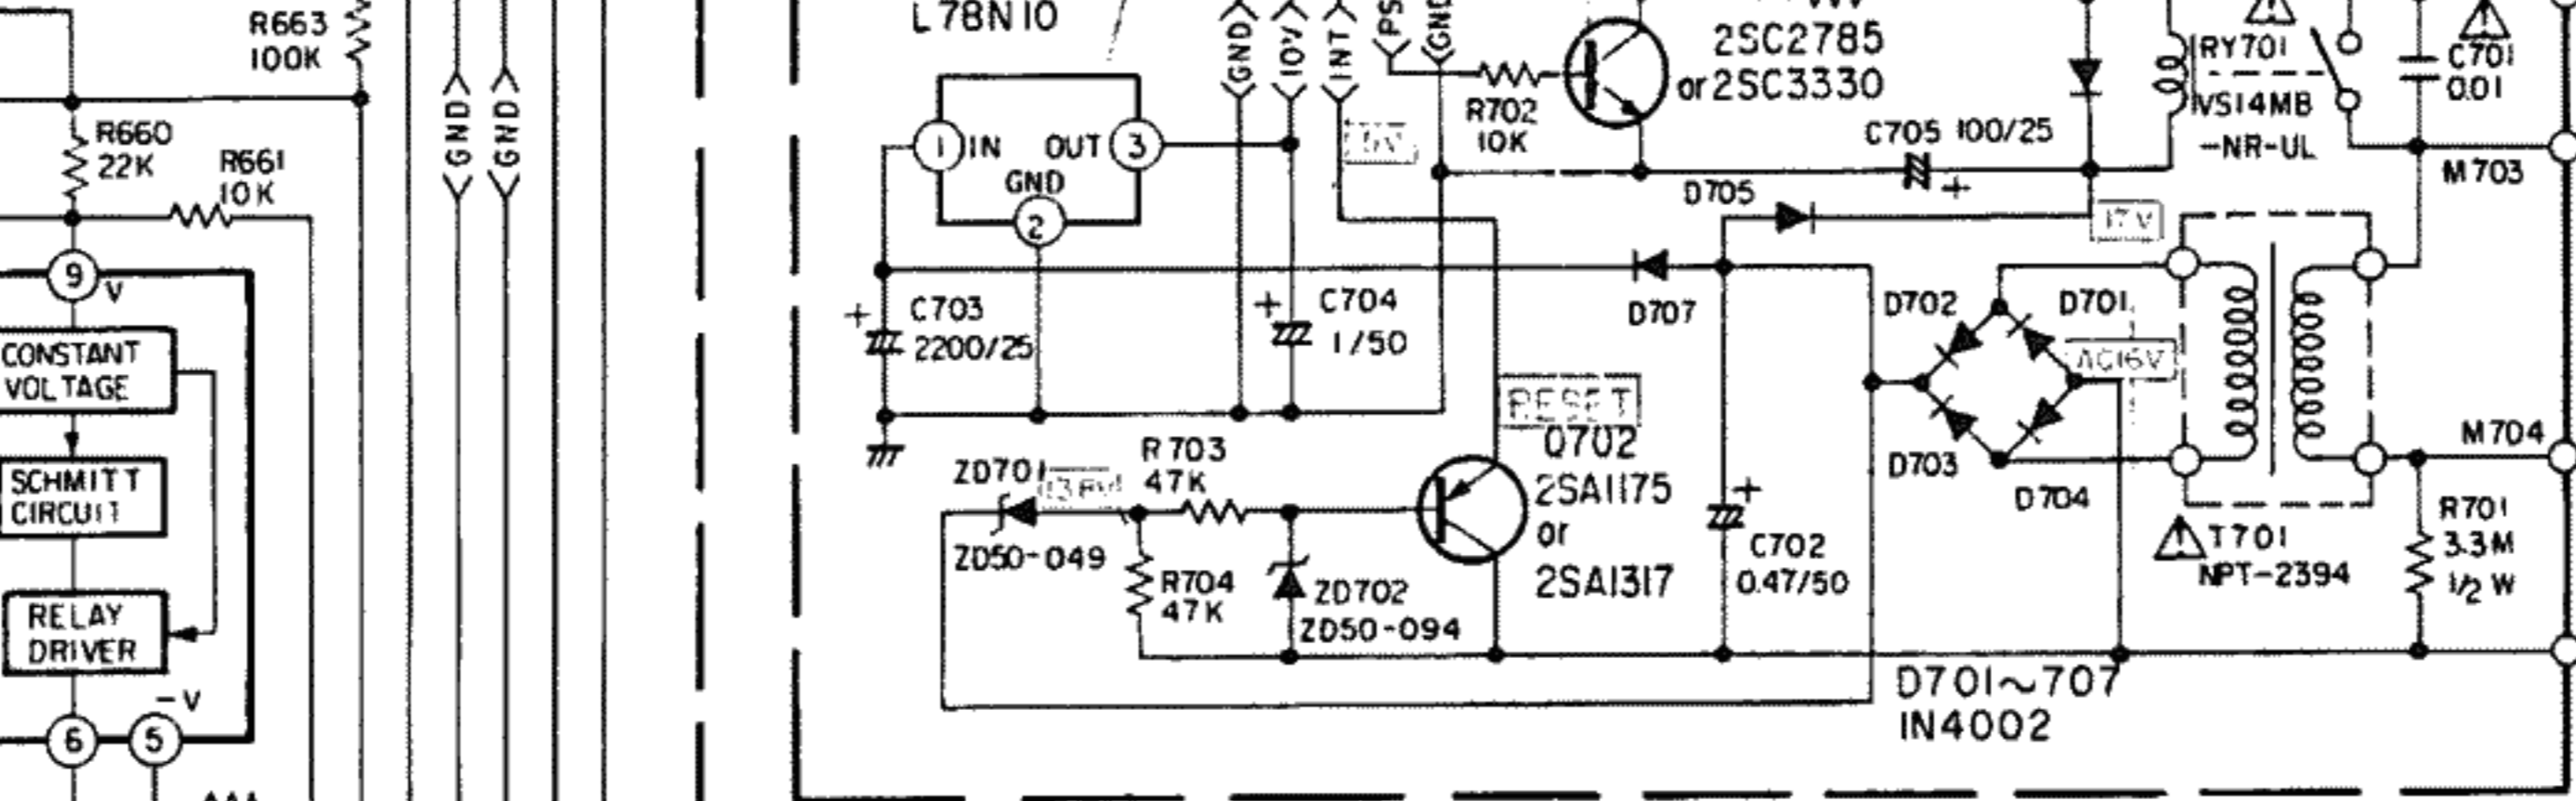 R663
100K
R660
22K
R661
10K
9
V
CONSTANT
VOLTAGE
SCHMITT
CIRCUIT
RELAY
DRIVER
-V
6
5
GND
GND
L78N10
1
IN
OUT
3
GND
2
GND
10V
INT
PS
GND
R702
10K
2SC2785
or 2SC3330
C705 100/25
+
RY701
VS14MB
-NR-UL
C701
0.01
M703
D705
17V
D707
C703
2200/25
+
C704
1/50
+
D702
D701
AC16V
D703
D704
RESET
Q702
2SA1175
or
2SA1317
ZD701
ZD50-049
R703
47K
R704
47K
ZD702
ZD50-094
+
C702
0.47/50
T701
NPT-2394
M704
R701
3.3M
1/2 W
D701~707
1N4002